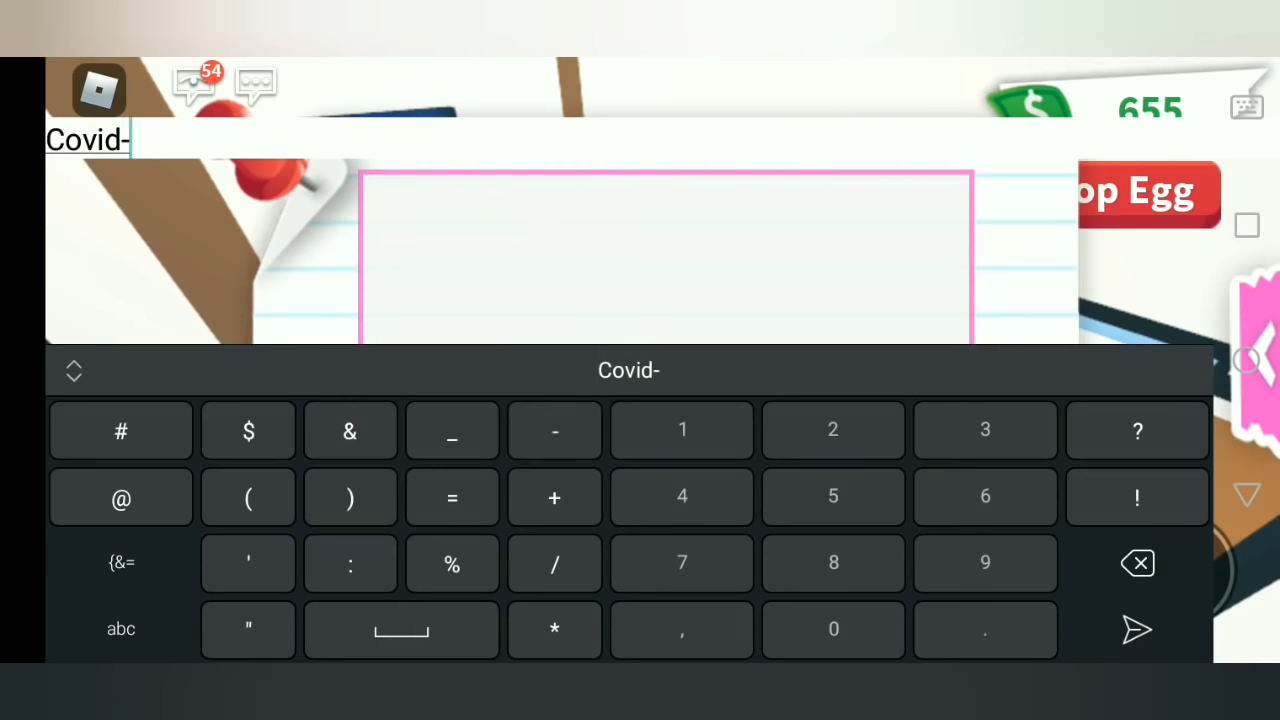 54
655
Covid-
op Egg
Covid-
# $ & _ - 1 2 3 ?
@ ( ) = + 4 5 6 !
{&= ' : % / 7 8 9
abc " * , 0 .